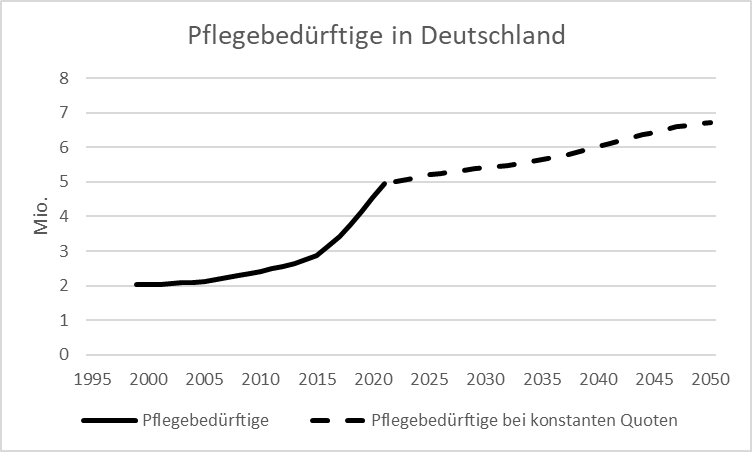 Pflegebedürftige in Deutschland
8
7
6
5
4
3
2
1
0
Mio.
1995 2000 2005 2010 2015 2020 2025 2030 2035 2040 2045 2050
Pflegebedürftige Pflegebedürftige bei konstanten Quoten